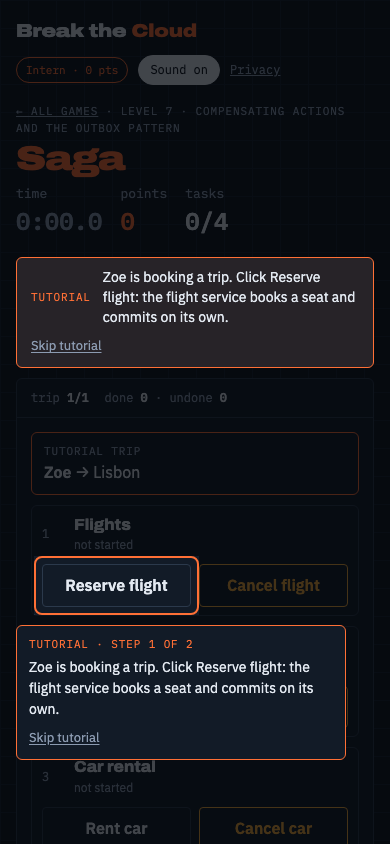 Break the Cloud
Intern · 0 pts
Sound on
Privacy
← ALL GAMES · LEVEL 7 · COMPENSATING ACTIONS
AND THE OUTBOX PATTERN
Saga
time points tasks
0:00.0 0 0/4
TUTORIAL
Zoe is booking a trip. Click Reserve
flight: the flight service books a seat and
commits on its own.
Skip tutorial
trip 1/1 done 0 · undone 0
TUTORIAL TRIP
Zoe → Lisbon
1 Flights
not started
Reserve flight Cancel flight
TUTORIAL · STEP 1 OF 2
Zoe is booking a trip. Click Reserve flight: the
flight service books a seat and commits on its
own.
Skip tutorial
3 Car rental
not started
Rent car Cancel car